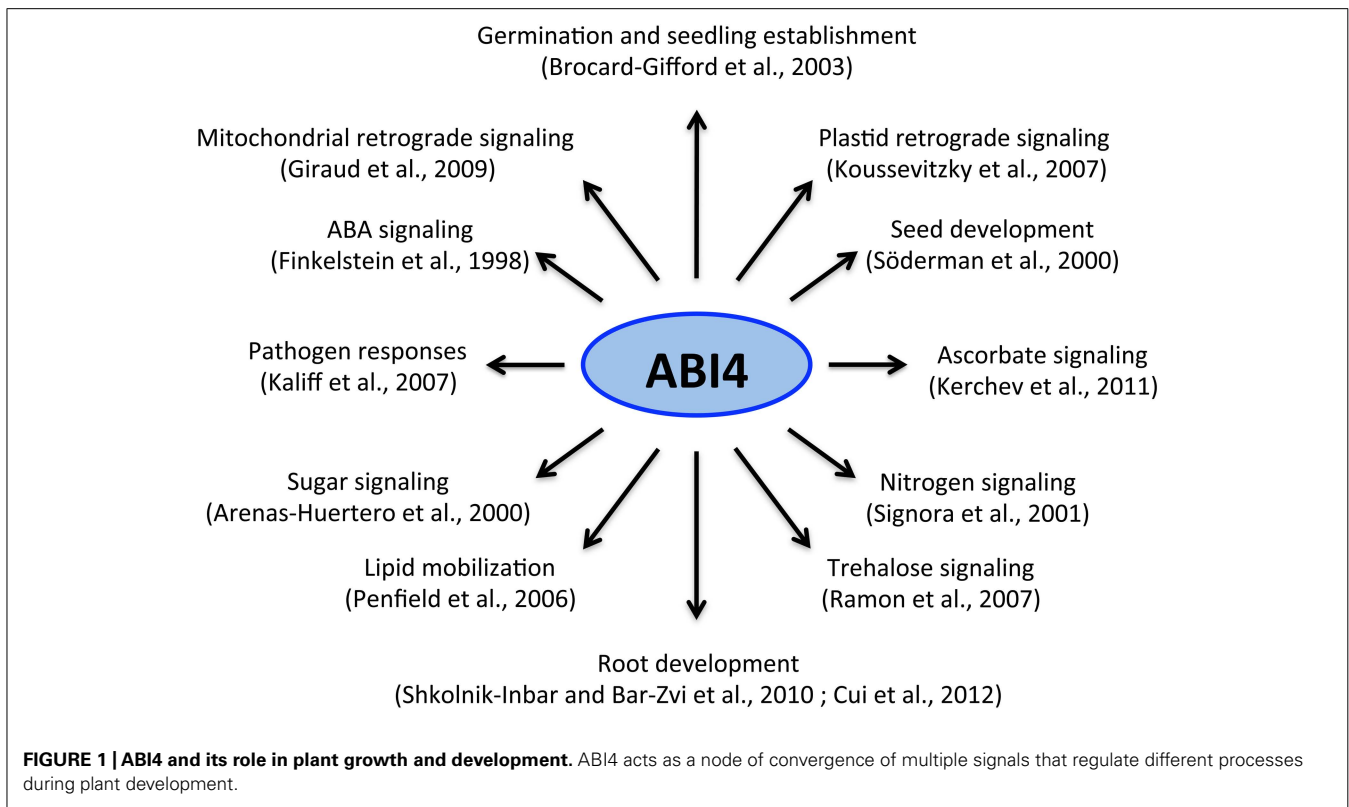 Germination and seedling establishment
(Brocard-Gifford et al., 2003)
Mitochondrial retrograde signaling
(Giraud et al., 2009)
Plastid retrograde signaling
(Koussevitzky et al., 2007)
ABA signaling
(Finkelstein et al., 1998)
Seed development
(Söderman et al., 2000)
Pathogen responses
(Kaliff et al., 2007)
ABI4
Ascorbate signaling
(Kerchev et al., 2011)
Sugar signaling
(Arenas-Huertero et al., 2000)
Nitrogen signaling
(Signora et al., 2001)
Lipid mobilization
(Penfield et al., 2006)
Trehalose signaling
(Ramon et al., 2007)
Root development
(Shkolnik-Inbar and Bar-Zvi et al., 2010 ; Cui et al., 2012)
FIGURE 1 | ABI4 and its role in plant growth and development. ABI4 acts as a node of convergence of multiple signals that regulate different processes
during plant development.